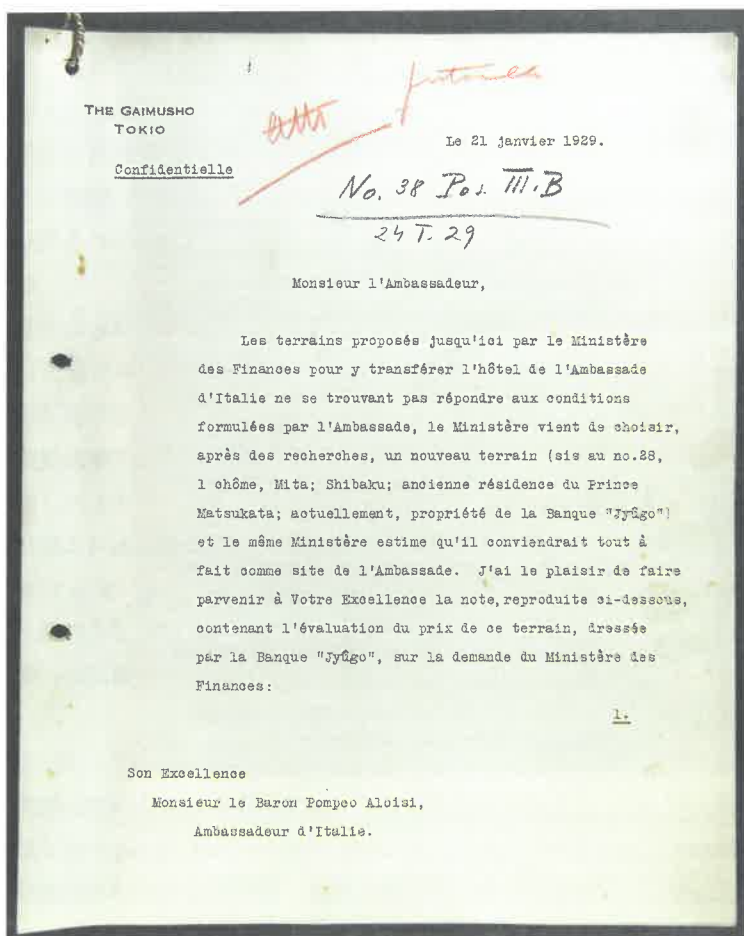 THE GAIMUSHO
TOKIO
Confidentielle
atto
Le 21 janvier 1929.
No. 38 Pos. III.B
24 I. 29
Monsieur l'Ambassadeur,
Les terrains proposés jusqu'ici par le Ministère
des Finances pour y transférer l'hôtel de l'Ambassade
d'Italie ne se trouvant pas répondre aux conditions
formulées par l'Ambassade, le Ministère vient de choisir,
après des recherches, un nouveau terrain (sis au no.28,
1 chôme, Mita; Shibaku; ancienne résidence du Prince
Matsukata; actuellement, propriété de la Banque "Jyûgo")
et le même Ministère estime qu'il conviendrait tout à
fait comme site de l'Ambassade. J'ai le plaisir de faire
parvenir à Votre Excellence la note, reproduite ci-dessous,
contenant l'évaluation du prix de ce terrain, dressée
par la Banque "Jyûgo", sur la demande du Ministère des
Finances:
1.
Son Excellence
Monsieur le Baron Pompeo Aloisi,
Ambassadeur d'Italie.